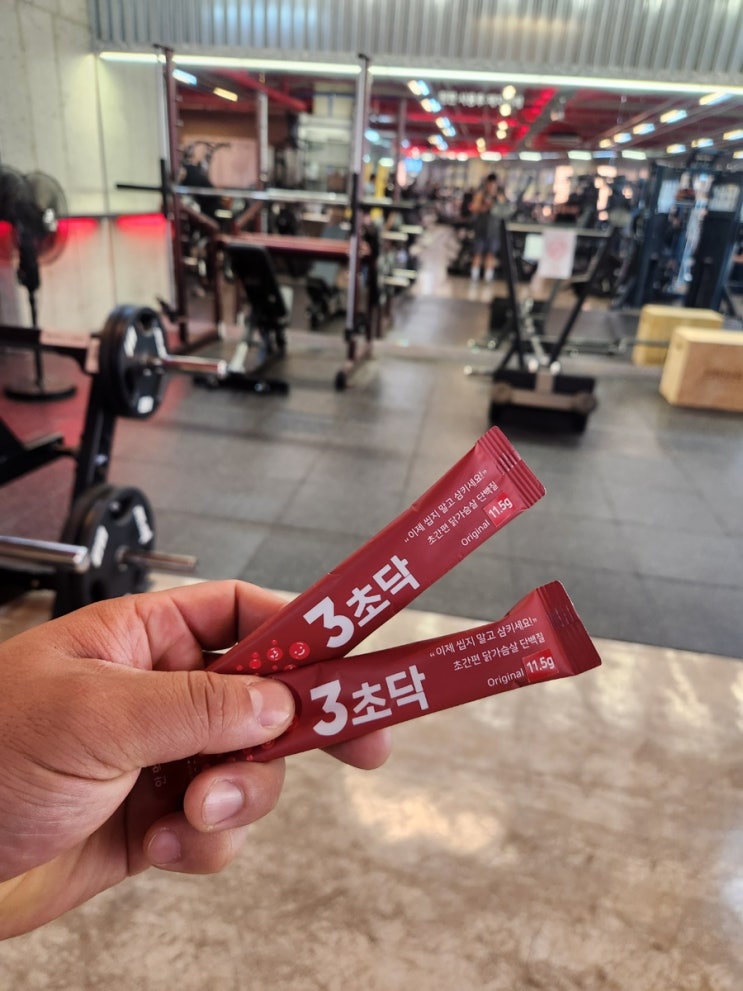 "이제 씹지 말고 삼키세요!"
초간편 닭가슴살 단백질
Original 11.5g
3초닭
"이제 씹지 말고 삼키세요!"
초간편 닭가슴살 단백질
Original 11.5g
3초닭